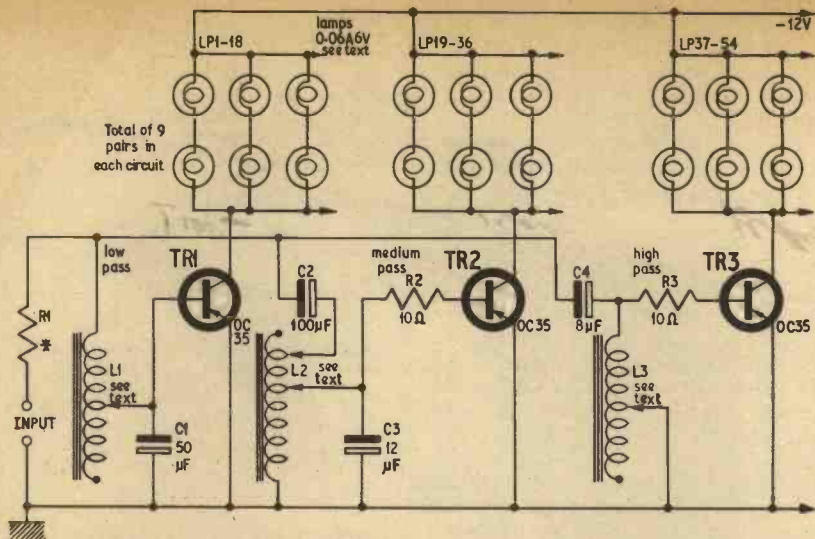 lamps
0·06A6V
see text
LP1-18
LP19-36
LP37-54
-12V
Total of 9
pairs in
each circuit
low
pass
TR1
C2
100µF
medium
pass
R2
10Ω
TR2
C4
8µF
high
pass
R3
10Ω
TR3
R1
*
L1
see
text
OC
35
L2
see
text
OC35
L3
see
text
OC35
INPUT
C1
50
µF
C3
12
µF